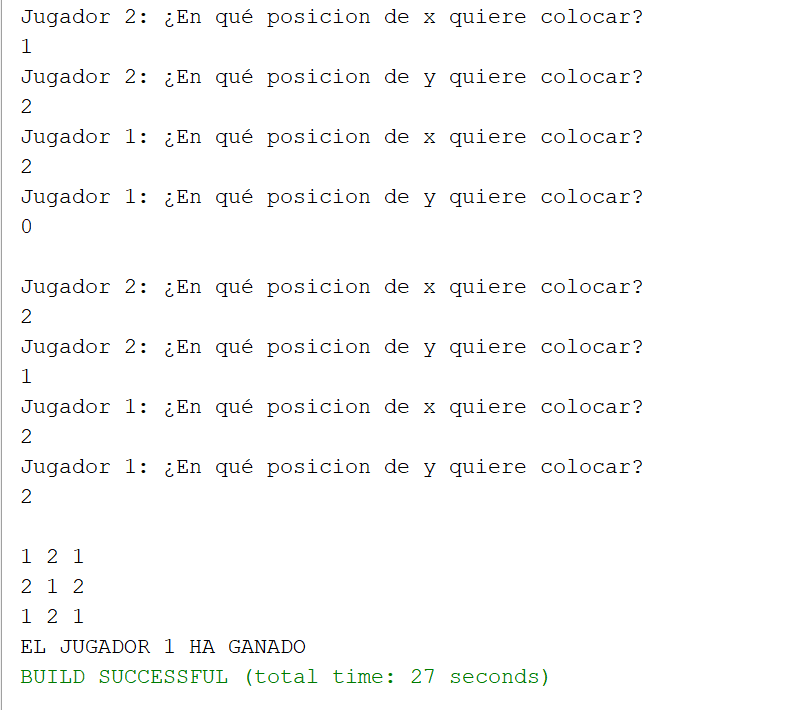 Jugador 2: ¿En qué posicion de x quiere colocar?
1
Jugador 2: ¿En qué posicion de y quiere colocar?
2
Jugador 1: ¿En qué posicion de x quiere colocar?
2
Jugador 1: ¿En qué posicion de y quiere colocar?
0
Jugador 2: ¿En qué posicion de x quiere colocar?
2
Jugador 2: ¿En qué posicion de y quiere colocar?
1
Jugador 1: ¿En qué posicion de x quiere colocar?
2
Jugador 1: ¿En qué posicion de y quiere colocar?
2
1 2 1
2 1 2
1 2 1
EL JUGADOR 1 HA GANADO
BUILD SUCCESSFUL (total time: 27 seconds)